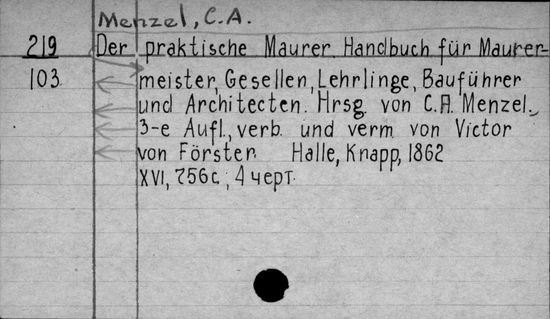 Menzel, C.A.
219 Der praktische Maurer. Handbuch für Maurer-
103 meister, Gesellen, Lehrlinge, Bauführer
und Architecten. Hrsg. von C.A. Menzel.
3-e Aufl., verb. und verm. von Victor
von Förster. Halle, Knapp, 1862
XVI, 756c., 4 черт.